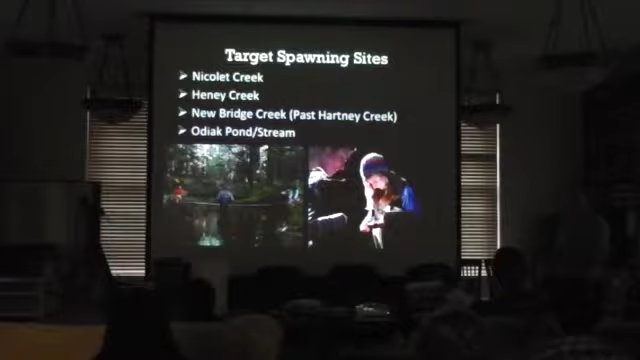 Target Spawning Sites
➢ Nicolet Creek
➢ Heney Creek
➢ New Bridge Creek (Past Hartney Creek)
➢ Odiak Pond/Stream